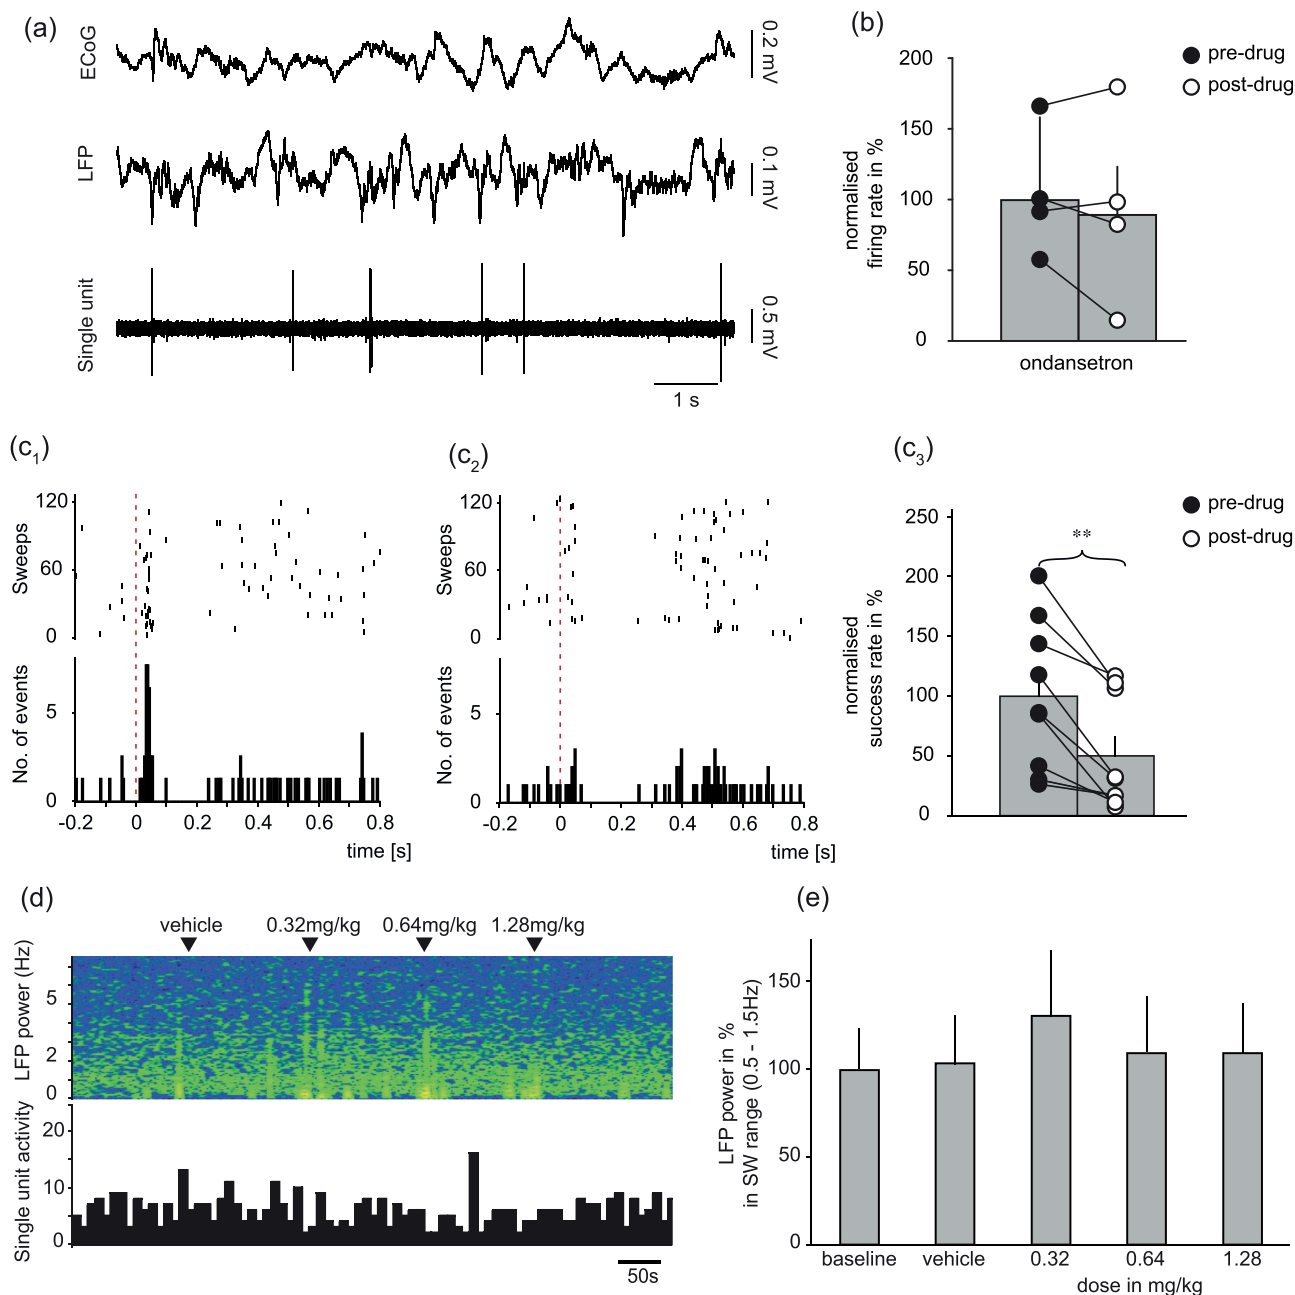 (a)
ECoG
0.2 mV
LFP
0.1 mV
Single unit
0.5 mV
1 s
(b)
pre-drug
post-drug
normalised
firing rate in %
200
150
100
50
0
ondansetron
(c1)
Sweeps
120
60
0
No. of events
5
0
-0.2 0 0.2 0.4 0.6 0.8
time [s]
(c2)
Sweeps
120
60
0
No. of events
5
0
-0.2 0 0.2 0.4 0.6 0.8
time [s]
(c3)
pre-drug
post-drug
**
normalised
success rate in %
250
200
150
100
50
0
(d)
vehicle 0.32mg/kg 0.64mg/kg 1.28mg/kg
LFP power (Hz)
5
2
0
Single unit activity
20
10
0
50s
(e)
LFP power in %
in SW range (0.5 - 1.5Hz)
150
100
50
0
baseline vehicle 0.32 0.64 1.28
dose in mg/kg